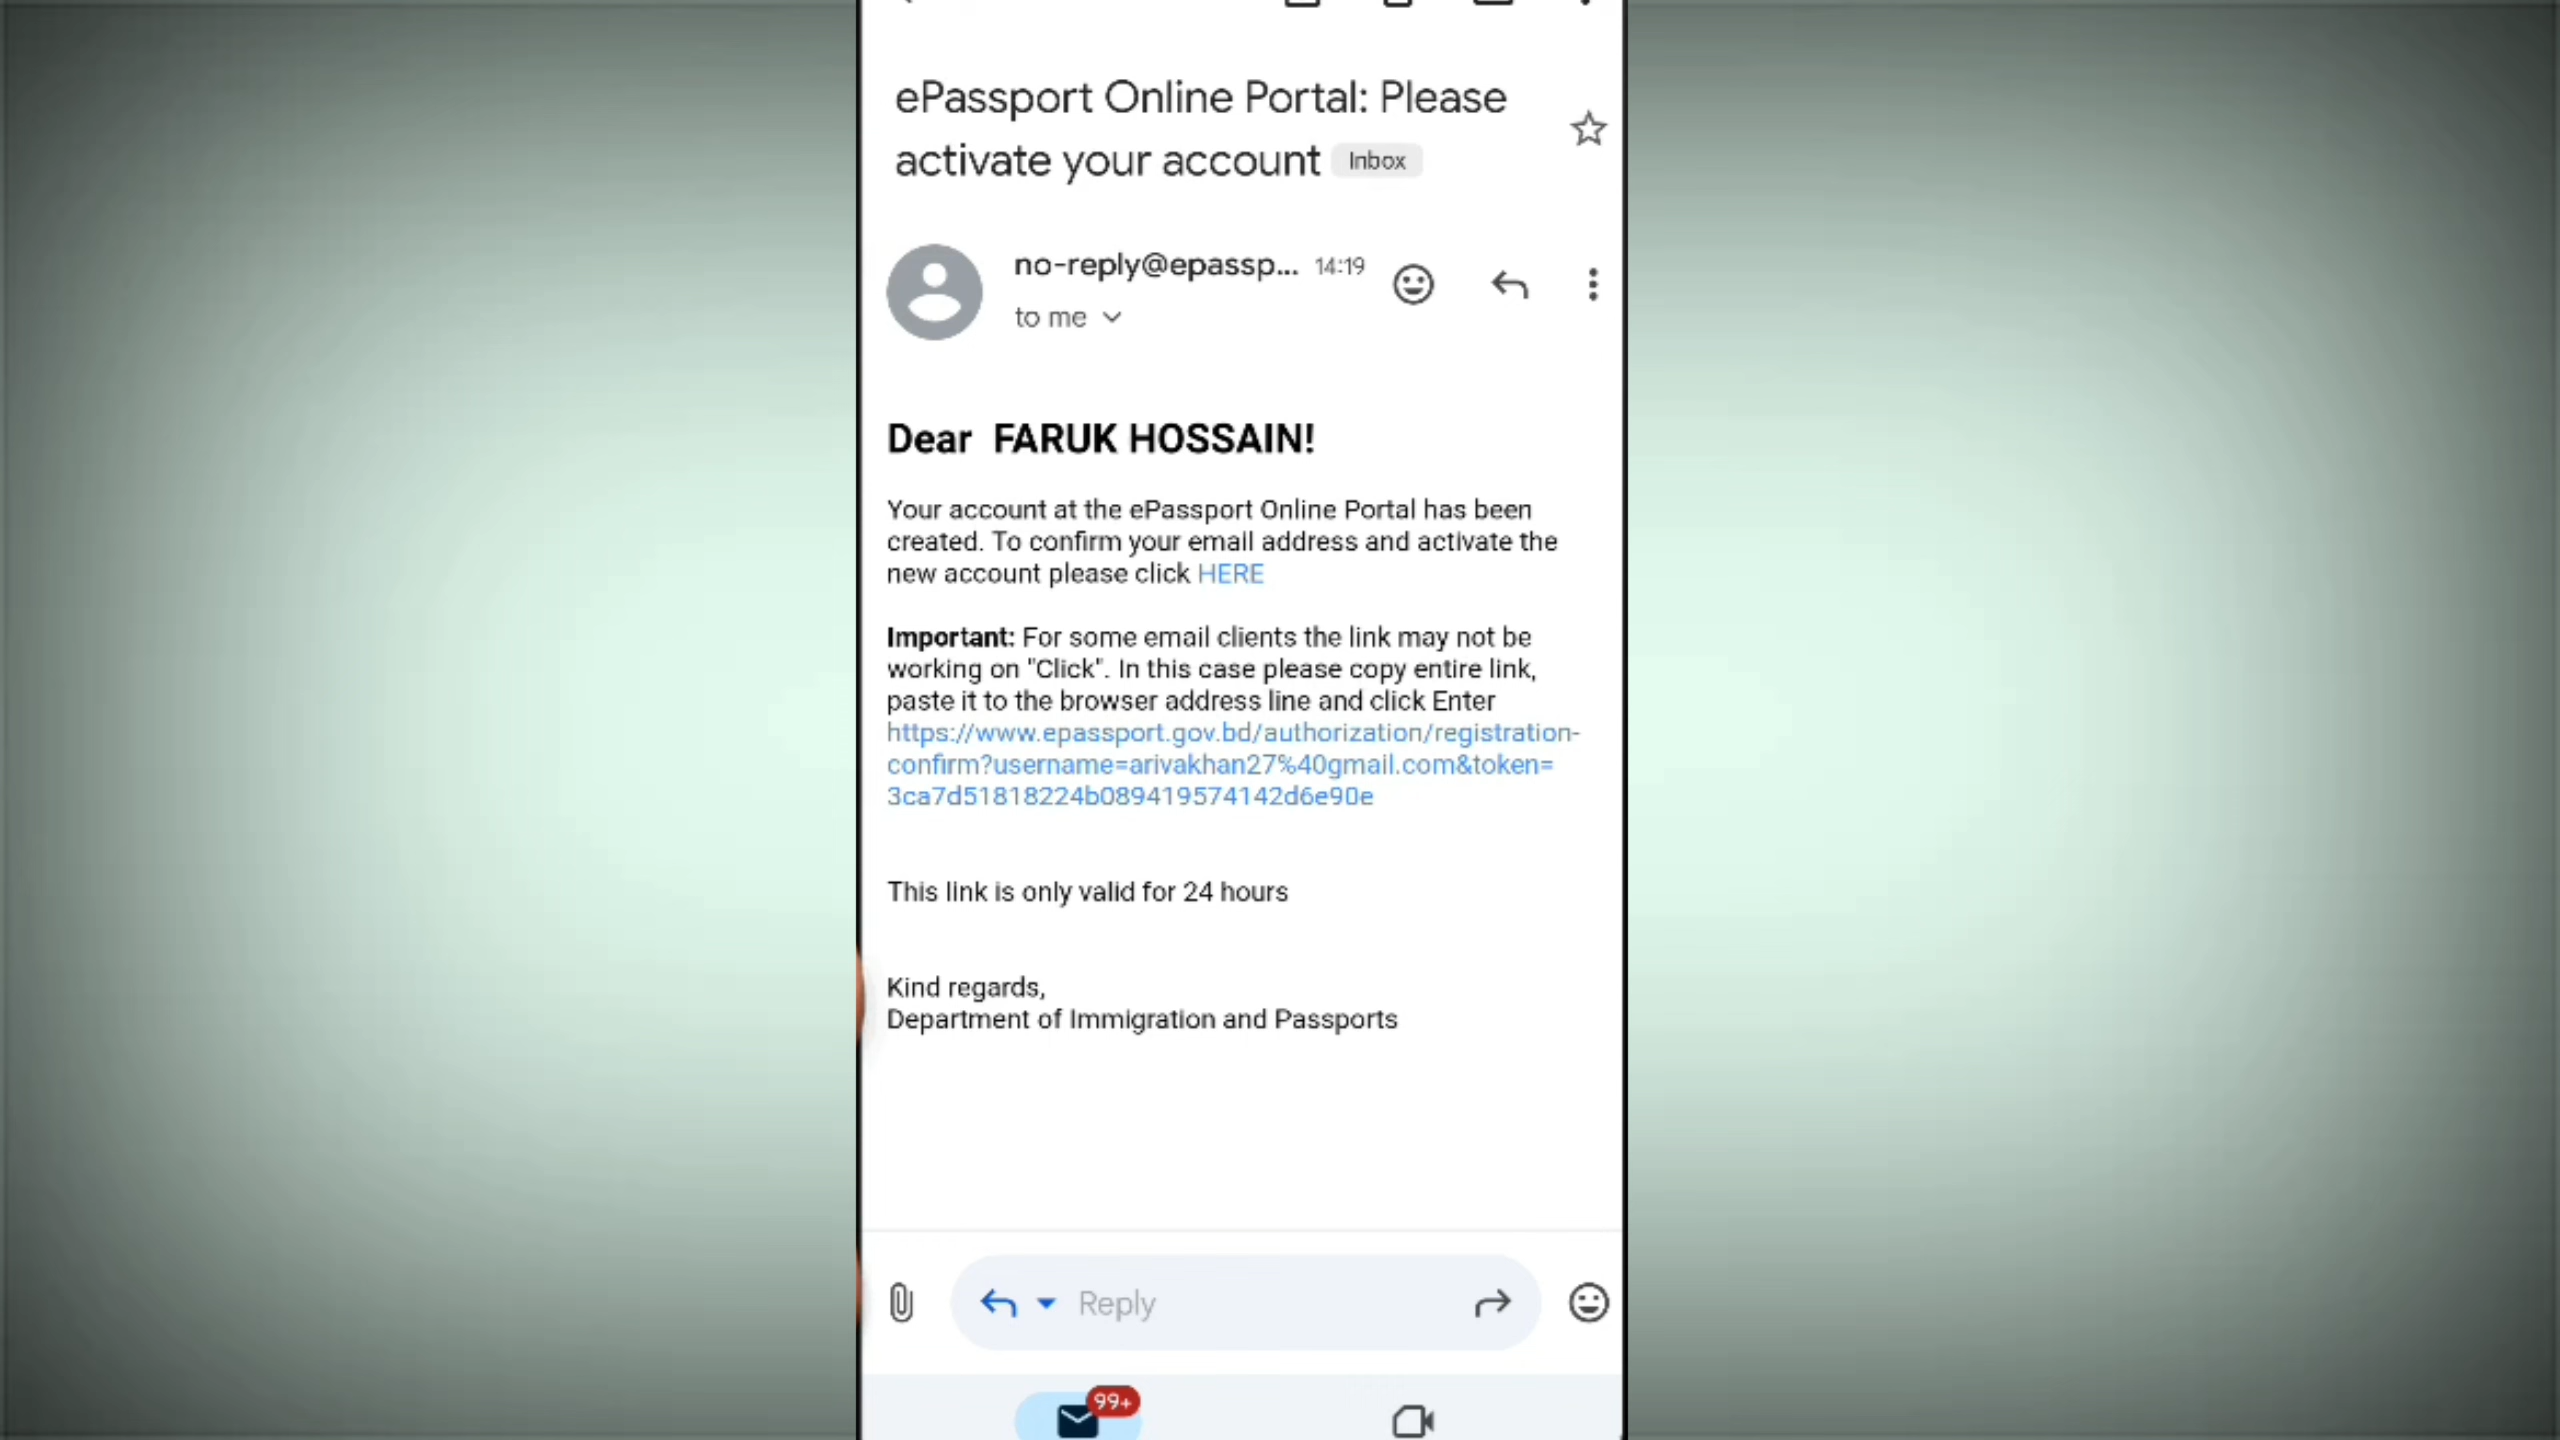 ePassport Online Portal: Please
activate your account Inbox
no-reply@epassp... 14:19
to me
Dear FARUK HOSSAIN!
Your account at the ePassport Online Portal has been
created. To confirm your email address and activate the
new account please click HERE
Important: For some email clients the link may not be
working on "Click". In this case please copy entire link,
paste it to the browser address line and click Enter
https://www.epassport.gov.bd/authorization/registration-
confirm?username=arivakhan27%40gmail.com&token=
3ca7d51818224b089419574142d6e90e
This link is only valid for 24 hours
Kind regards,
Department of Immigration and Passports
Reply
99+